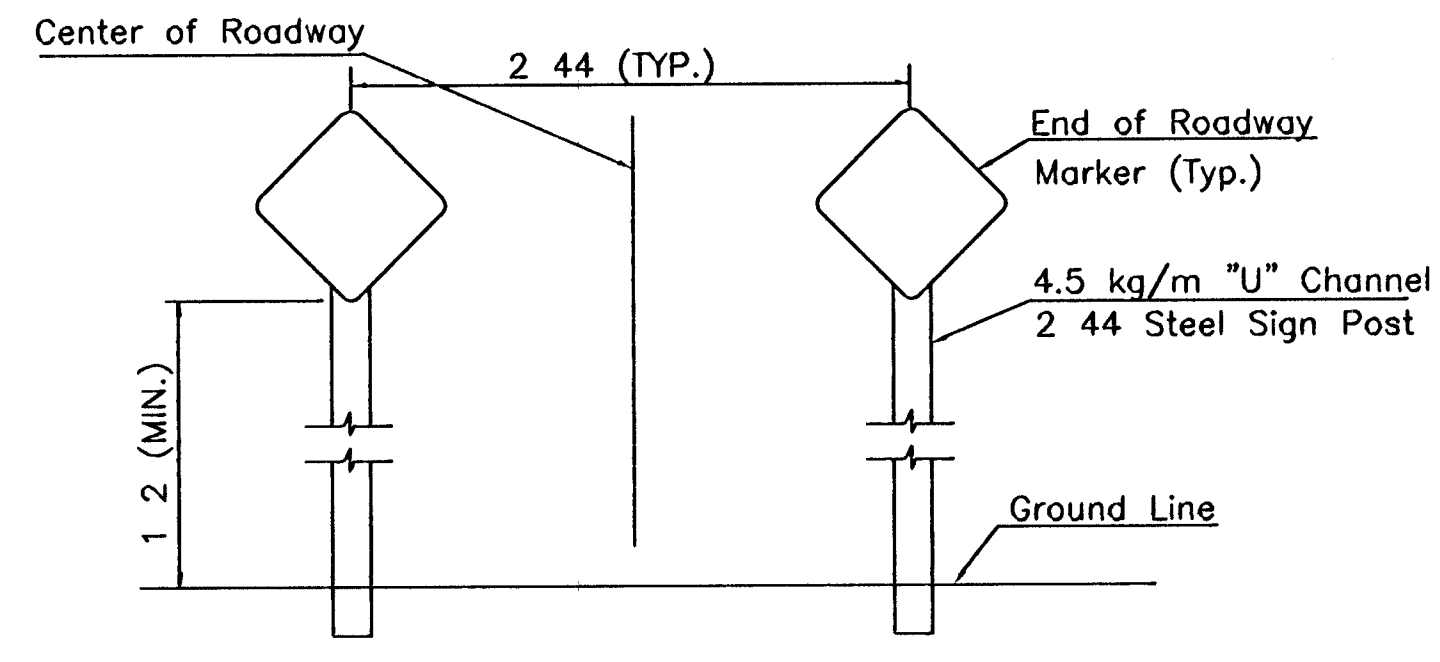 Center of Roadway
2 44 (TYP.)
End of Roadway
Marker (Typ.)
4.5 kg/m "U" Channel
2 44 Steel Sign Post
1 2 (MIN.)
Ground Line